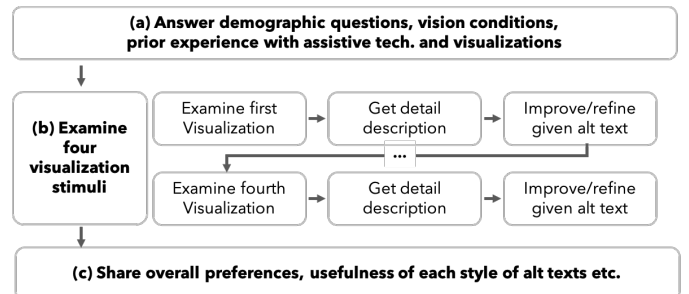 (a) Answer demographic questions, vision conditions,
prior experience with assistive tech. and visualizations
(b) Examine
four
visualization
stimuli
Examine first
Visualization
Get detail
description
Improve/refine
given alt text
...
Examine fourth
Visualization
Get detail
description
Improve/refine
given alt text
(c) Share overall preferences, usefulness of each style of alt texts etc.